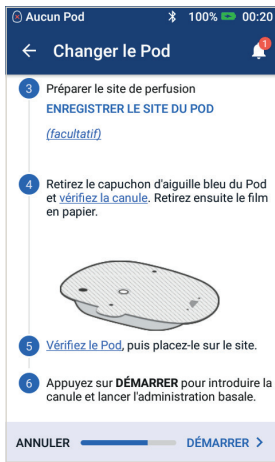 Aucun Pod 100% 00:20
Changer le Pod
1
3 Préparer le site de perfusion
ENREGISTRER LE SITE DU POD
(facultatif)
4 Retirez le capuchon d'aiguille bleu du Pod
et vérifiez la canule. Retirez ensuite le film
en papier.
5 Vérifiez le Pod, puis placez-le sur le site.
6 Appuyez sur DÉMARRER pour introduire la
canule et lancer l'administration basale.
ANNULER DÉMARRER